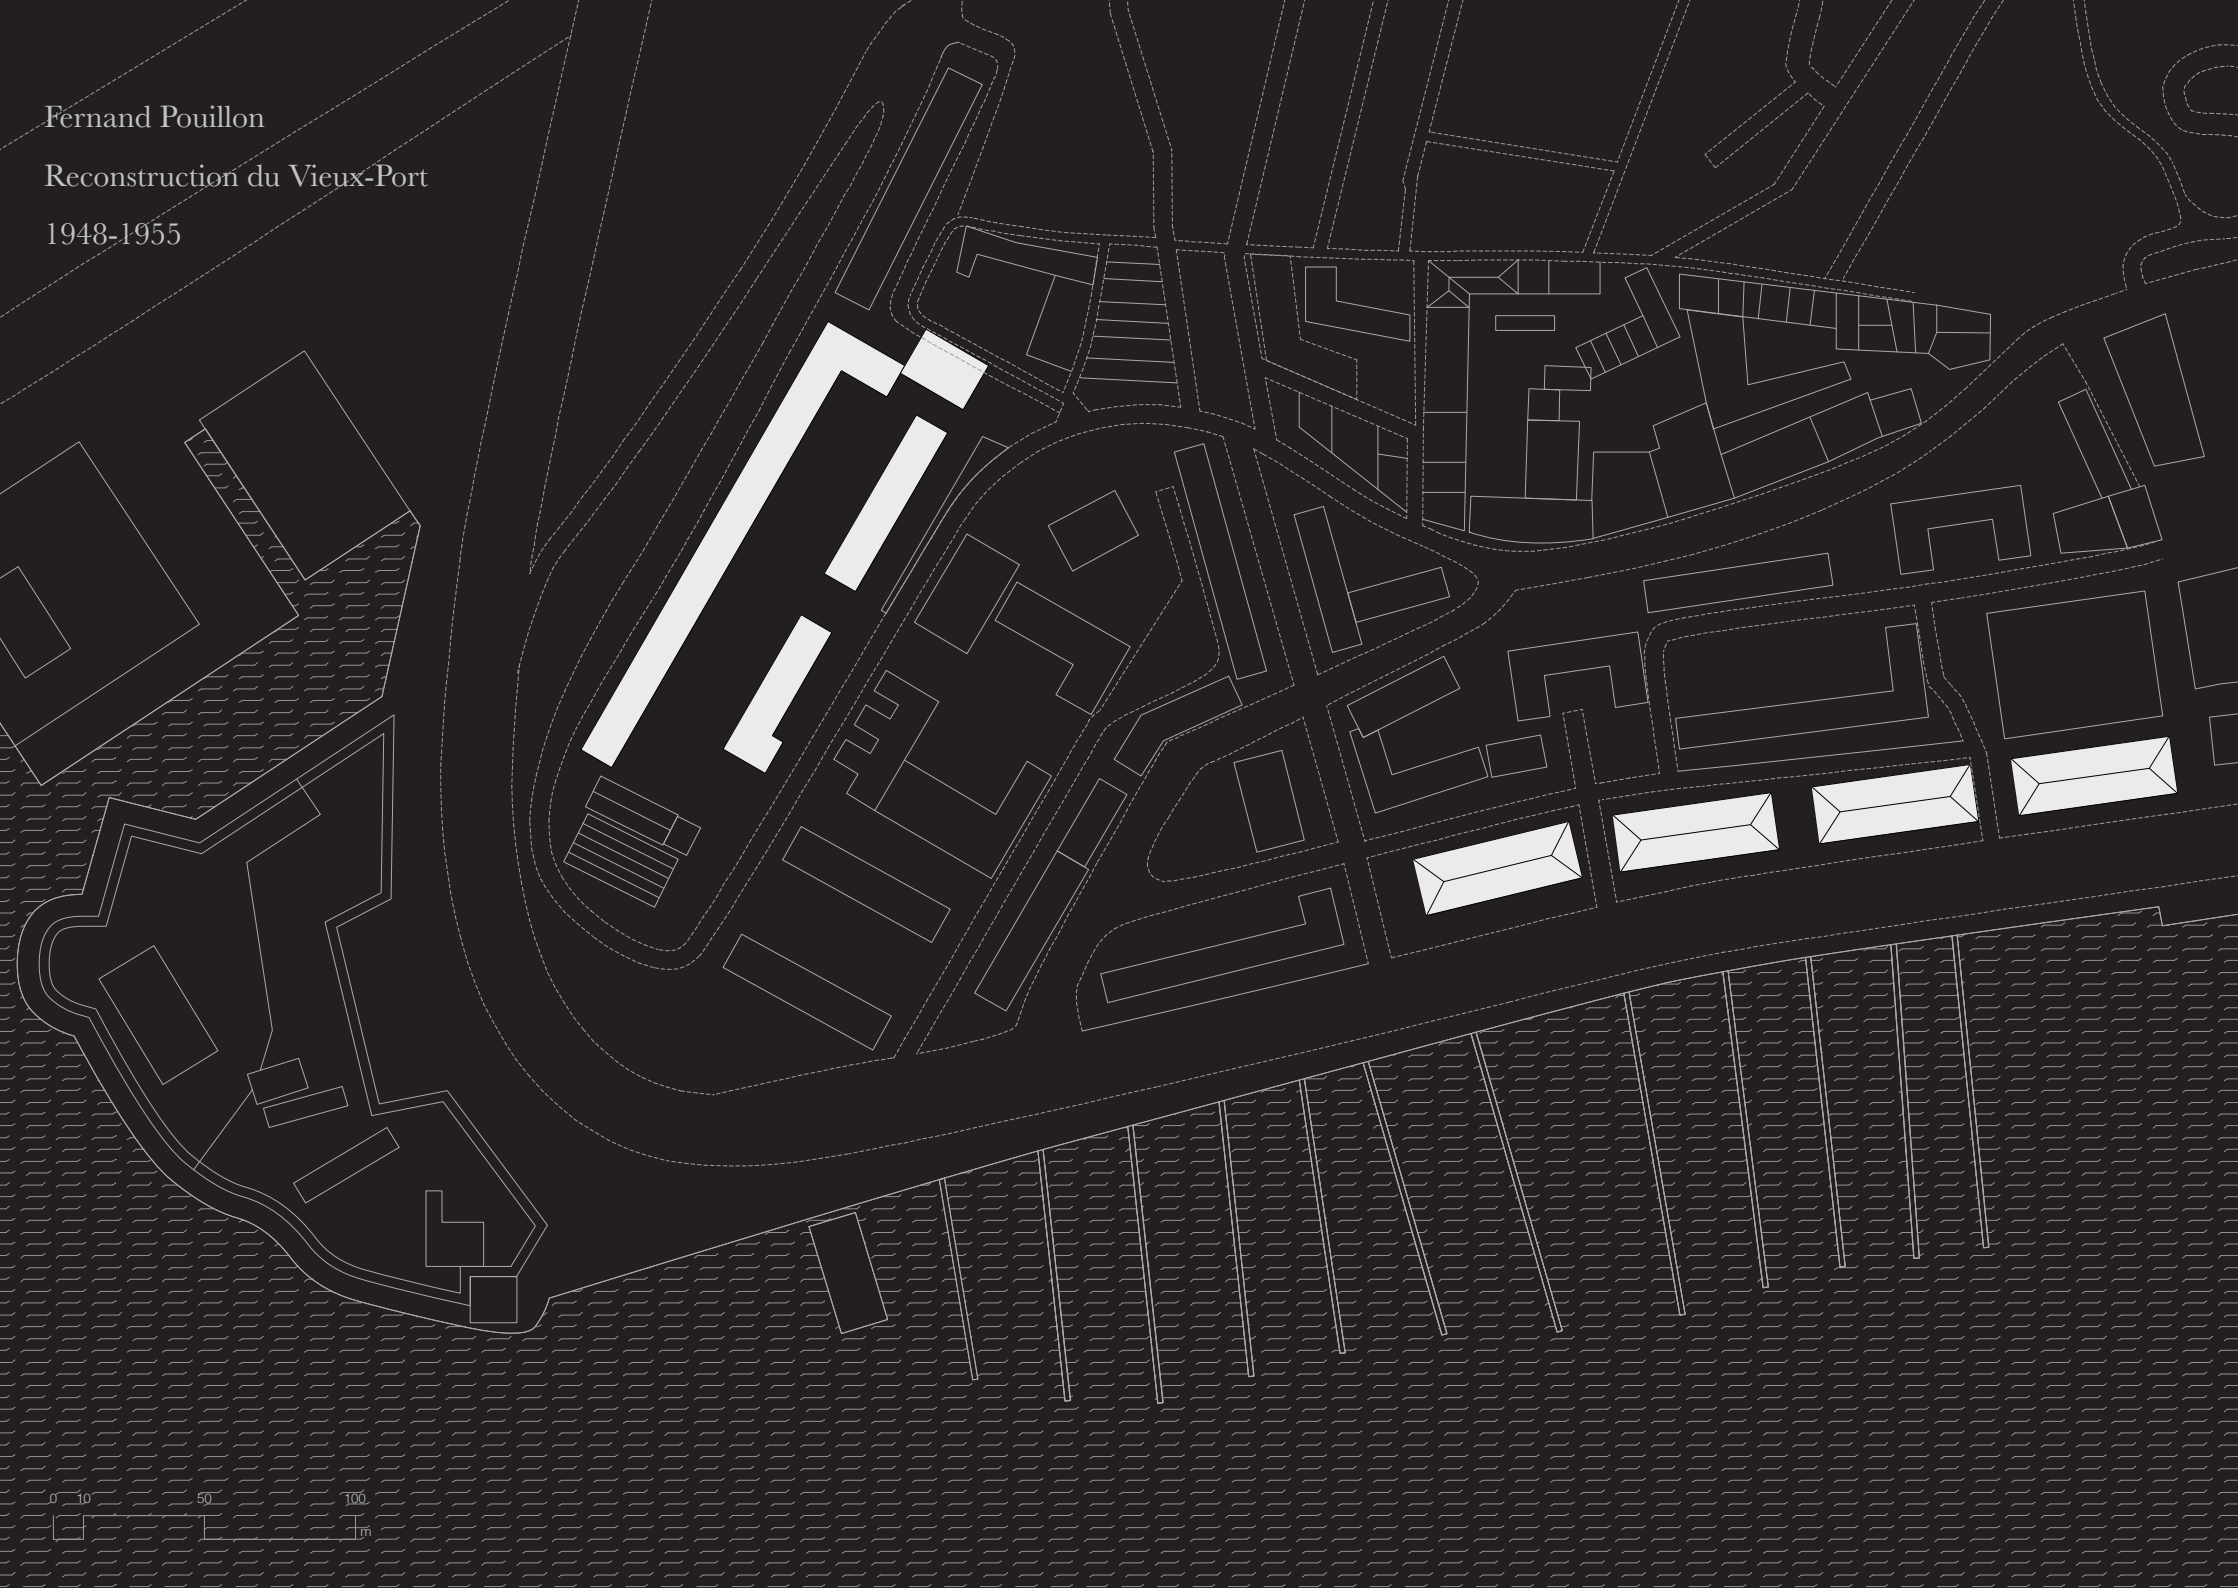 Fernand Pouillon
Reconstruction du Vieux-Port
1948-1955
0 10 50 100
m